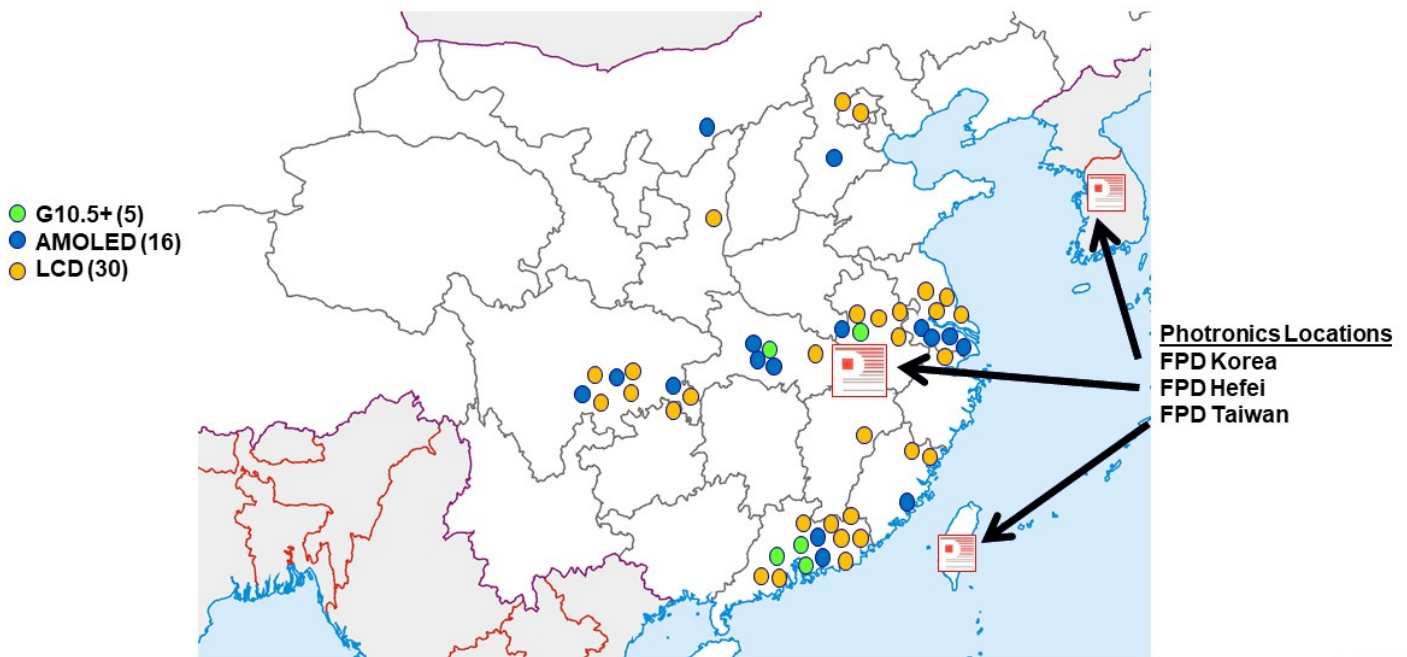 G10.5+ (5)
AMOLED (16)
LCD (30)
Photronics Locations
FPD Korea
FPD Hefei
FPD Taiwan